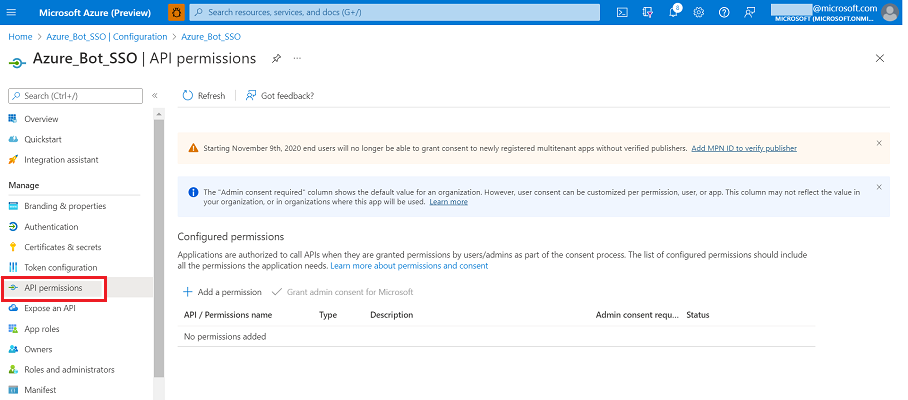 Microsoft Azure (Preview)
Search resources, services, and docs (G+/)
8
@microsoft.com
MICROSOFT (MICROSOFT.ONMI...
Home > Azure_Bot_SSO | Configuration > Azure_Bot_SSO
Azure_Bot_SSO | API permissions
Search (Ctrl+/)
Refresh
Got feedback?
Overview
Quickstart
Integration assistant
Manage
Branding & properties
Authentication
Certificates & secrets
Token configuration
API permissions
Expose an API
App roles
Owners
Roles and administrators
Manifest
Starting November 9th, 2020 end users will no longer be able to grant consent to newly registered multitenant apps without verified publishers. Add MPN ID to verify publisher
The "Admin consent required" column shows the default value for an organization. However, user consent can be customized per permission, user, or app. This column may not reflect the value in
your organization, or in organizations where this app will be used. Learn more
Configured permissions
Applications are authorized to call APIs when they are granted permissions by users/admins as part of the consent process. The list of configured permissions should include
all the permissions the application needs. Learn more about permissions and consent
Add a permission
Grant admin consent for Microsoft
API / Permissions name Type Description Admin consent requ... Status
No permissions added